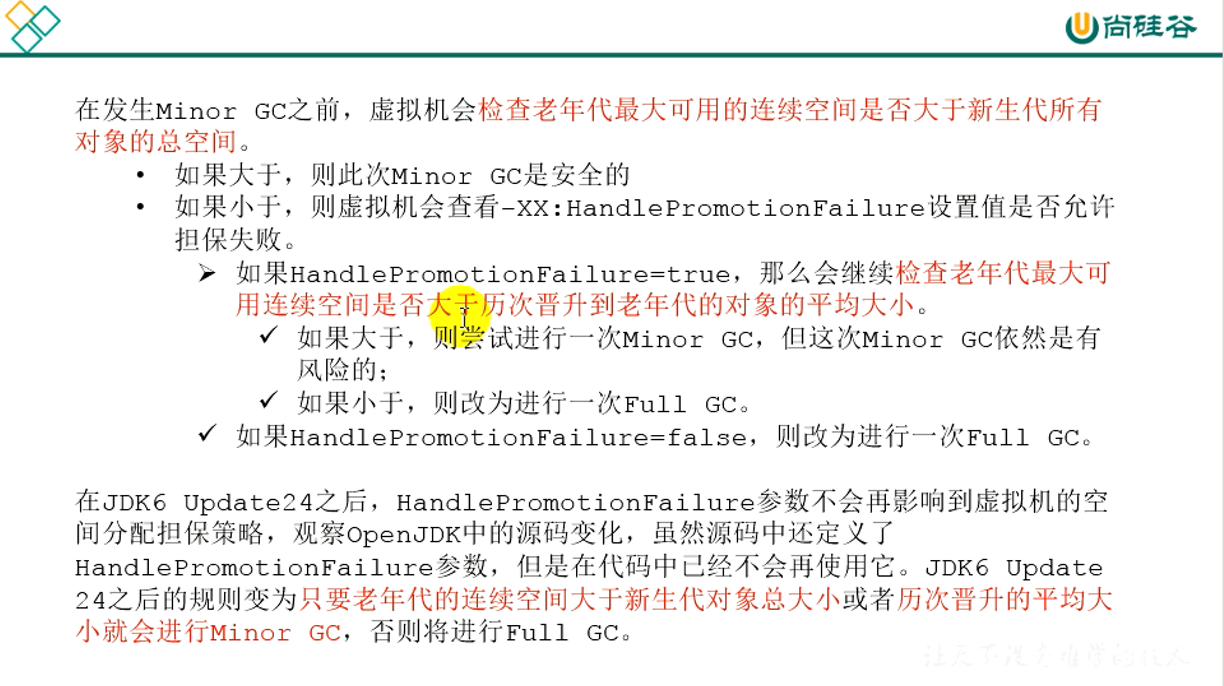 尚硅谷
在发生Minor GC之前，虚拟机会检查老年代最大可用的连续空间是否大于新生代所有
对象的总空间。
• 如果大于，则此次Minor GC是安全的
• 如果小于，则虚拟机会查看-XX:HandlePromotionFailure设置值是否允许
担保失败。
➢ 如果HandlePromotionFailure=true，那么会继续检查老年代最大可
用连续空间是否大于历次晋升到老年代的对象的平均大小。
✓ 如果大于，则尝试进行一次Minor GC，但这次Minor GC依然是有
风险的；
✓ 如果小于，则改为进行一次Full GC。
✓ 如果HandlePromotionFailure=false，则改为进行一次Full GC。
在JDK6 Update24之后，HandlePromotionFailure参数不会再影响到虚拟机的空
间分配担保策略，观察OpenJDK中的源码变化，虽然源码中还定义了
HandlePromotionFailure参数，但是在代码中已经不会再使用它。JDK6 Update
24之后的规则变为只要老年代的连续空间大于新生代对象总大小或者历次晋升的平均大
小就会进行Minor GC，否则将进行Full GC。
让天下没有难学的技术